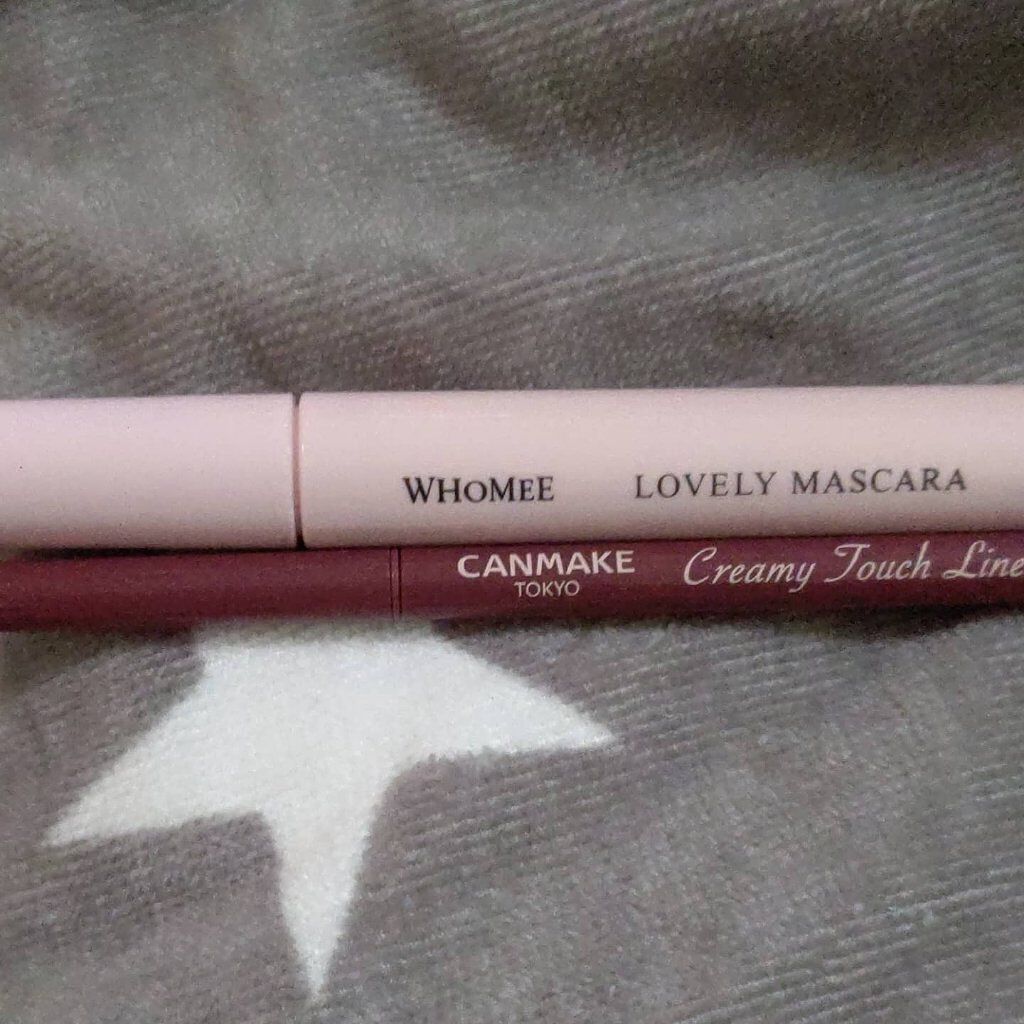 WHOMEE LOVELY MASCARA
CANMAKE Creamy Touch Line
TOKYO